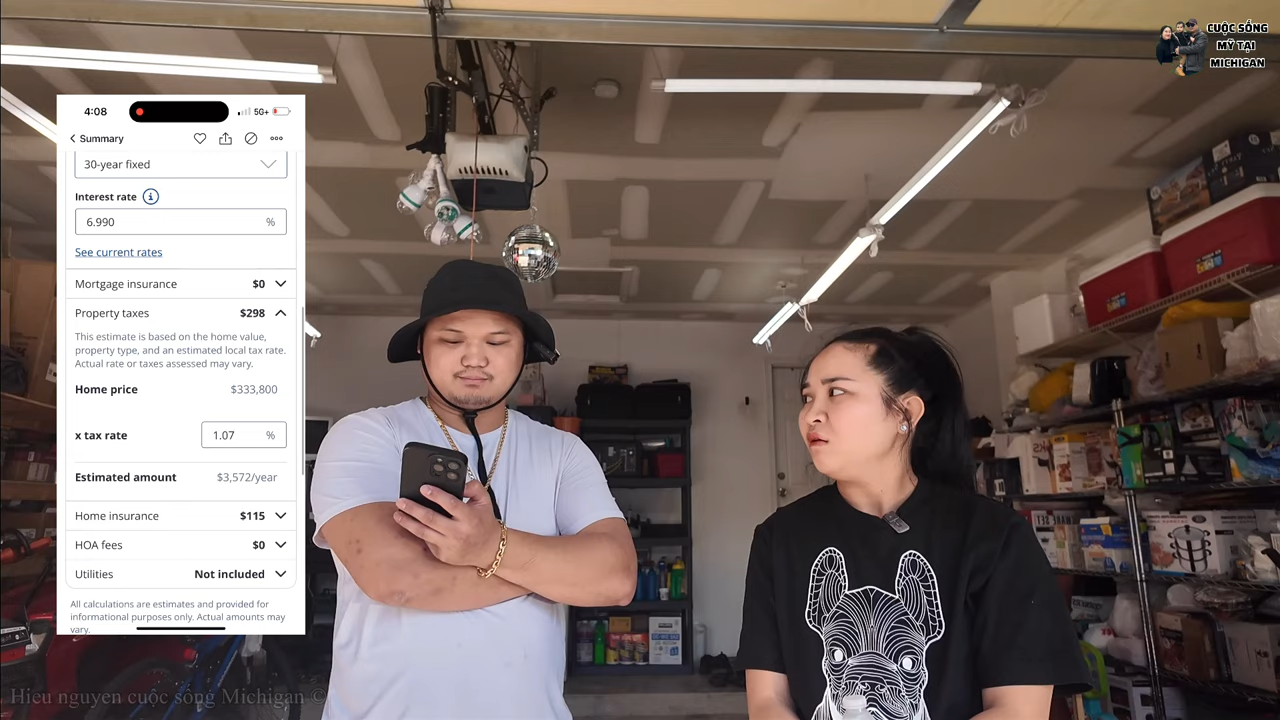 CUỘC SỐNG
MỸ TẠI
MICHIGAN
4:08
5G+
Summary
30-year fixed
Interest rate
6.990 %
See current rates
Mortgage insurance $0
Property taxes $298
This estimate is based on the home value,
property type, and an estimated local tax rate.
Actual rate or taxes assessed may vary.
Home price $333,800
x tax rate 1.07 %
Estimated amount $3,572/year
Home insurance $115
HOA fees $0
Utilities Not included
All calculations are estimates and provided for
informational purposes only. Actual amounts may
vary.
Hieu nguyen cuộc sống Michigan ©